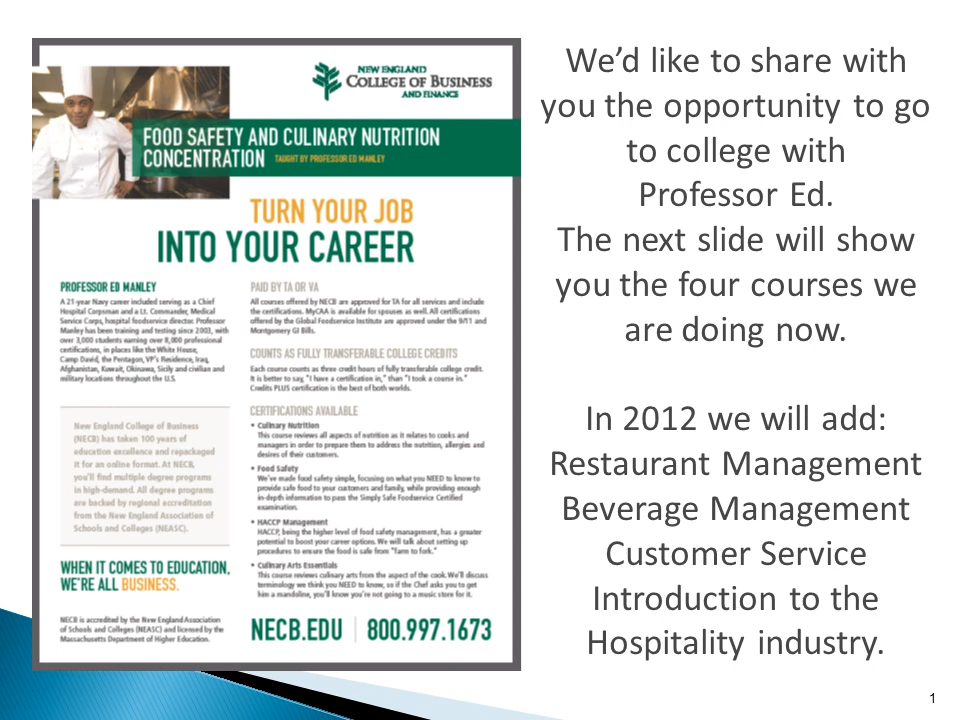 NEW ENGLAND
COLLEGE OF BUSINESS
AND FINANCE
FOOD SAFETY AND CULINARY NUTRITION
CONCENTRATION TAUGHT BY PROFESSOR ED MANLEY
TURN YOUR JOB
INTO YOUR CAREER
PROFESSOR ED MANLEY
A 21-year Navy career included serving as a Chief
Hospital Corpsman and a Lt. Commander, Medical
Service Corps, hospital foodservice director. Professor
Manley has been training and testing since 2003, with
over 3,000 students earning over 8,000 professional
certifications, in places like the White House,
Camp David, the Pentagon, VP's Residence, Iraq,
Afghanistan, Kuwait, Okinawa, Sicily and civilian and
military locations throughout the U.S.
New England College of Business
(NECB) has taken 100 years of
education excellence and repackaged
it for an online format. At NECB,
you'll find multiple degree programs
in high-demand. All degree programs
are backed by regional accreditation
from the New England Association of
Schools and Colleges (NEASC).
WHEN IT COMES TO EDUCATION,
WE'RE ALL BUSINESS.
NECB is accredited by the New England Association
of Schools and Colleges (NEASC) and licensed by the
Massachusetts Department of Higher Education.
PAID BY TA OR VA
All courses offered by NECB are approved for TA for all services and include
the certifications. MyCAA is available for spouses as well. All certifications
offered by the Global Foodservice Institute are approved under the 9/11 and
Montgomery GI Bills.
COUNTS AS FULLY TRANSFERABLE COLLEGE CREDITS
Each course counts as three credit hours of fully transferable college credit.
It is better to say, "I have a certification in," than "I took a course in."
Credits PLUS certification is the best of both worlds.
CERTIFICATIONS AVAILABLE
• Culinary Nutrition
This course reviews all aspects of nutrition as it relates to cooks and
managers in order to prepare them to address the nutrition, allergies and
desires of their customers.
• Food Safety
We've made food safety simple, focusing on what you NEED to know to
provide safe food to your customers and family, while providing enough
in-depth information to pass the Simply Safe Foodservice Certified
examination.
• HACCP Management
HACCP, being the higher level of food safety management, has a greater
potential to boost your career options. We will talk about setting up
procedures to ensure the food is safe from "farm to fork."
• Culinary Arts Essentials
This course reviews culinary arts from the aspect of the cook. We'll discuss
terminology we think you NEED to know, so if the Chef asks you to get
him a mandoline, you'll know you're not going to a music store for it.
NECB.EDU | 800.997.1673
We'd like to share with
you the opportunity to go
to college with
Professor Ed.
The next slide will show
you the four courses we
are doing now.
In 2012 we will add:
Restaurant Management
Beverage Management
Customer Service
Introduction to the
Hospitality industry.
1